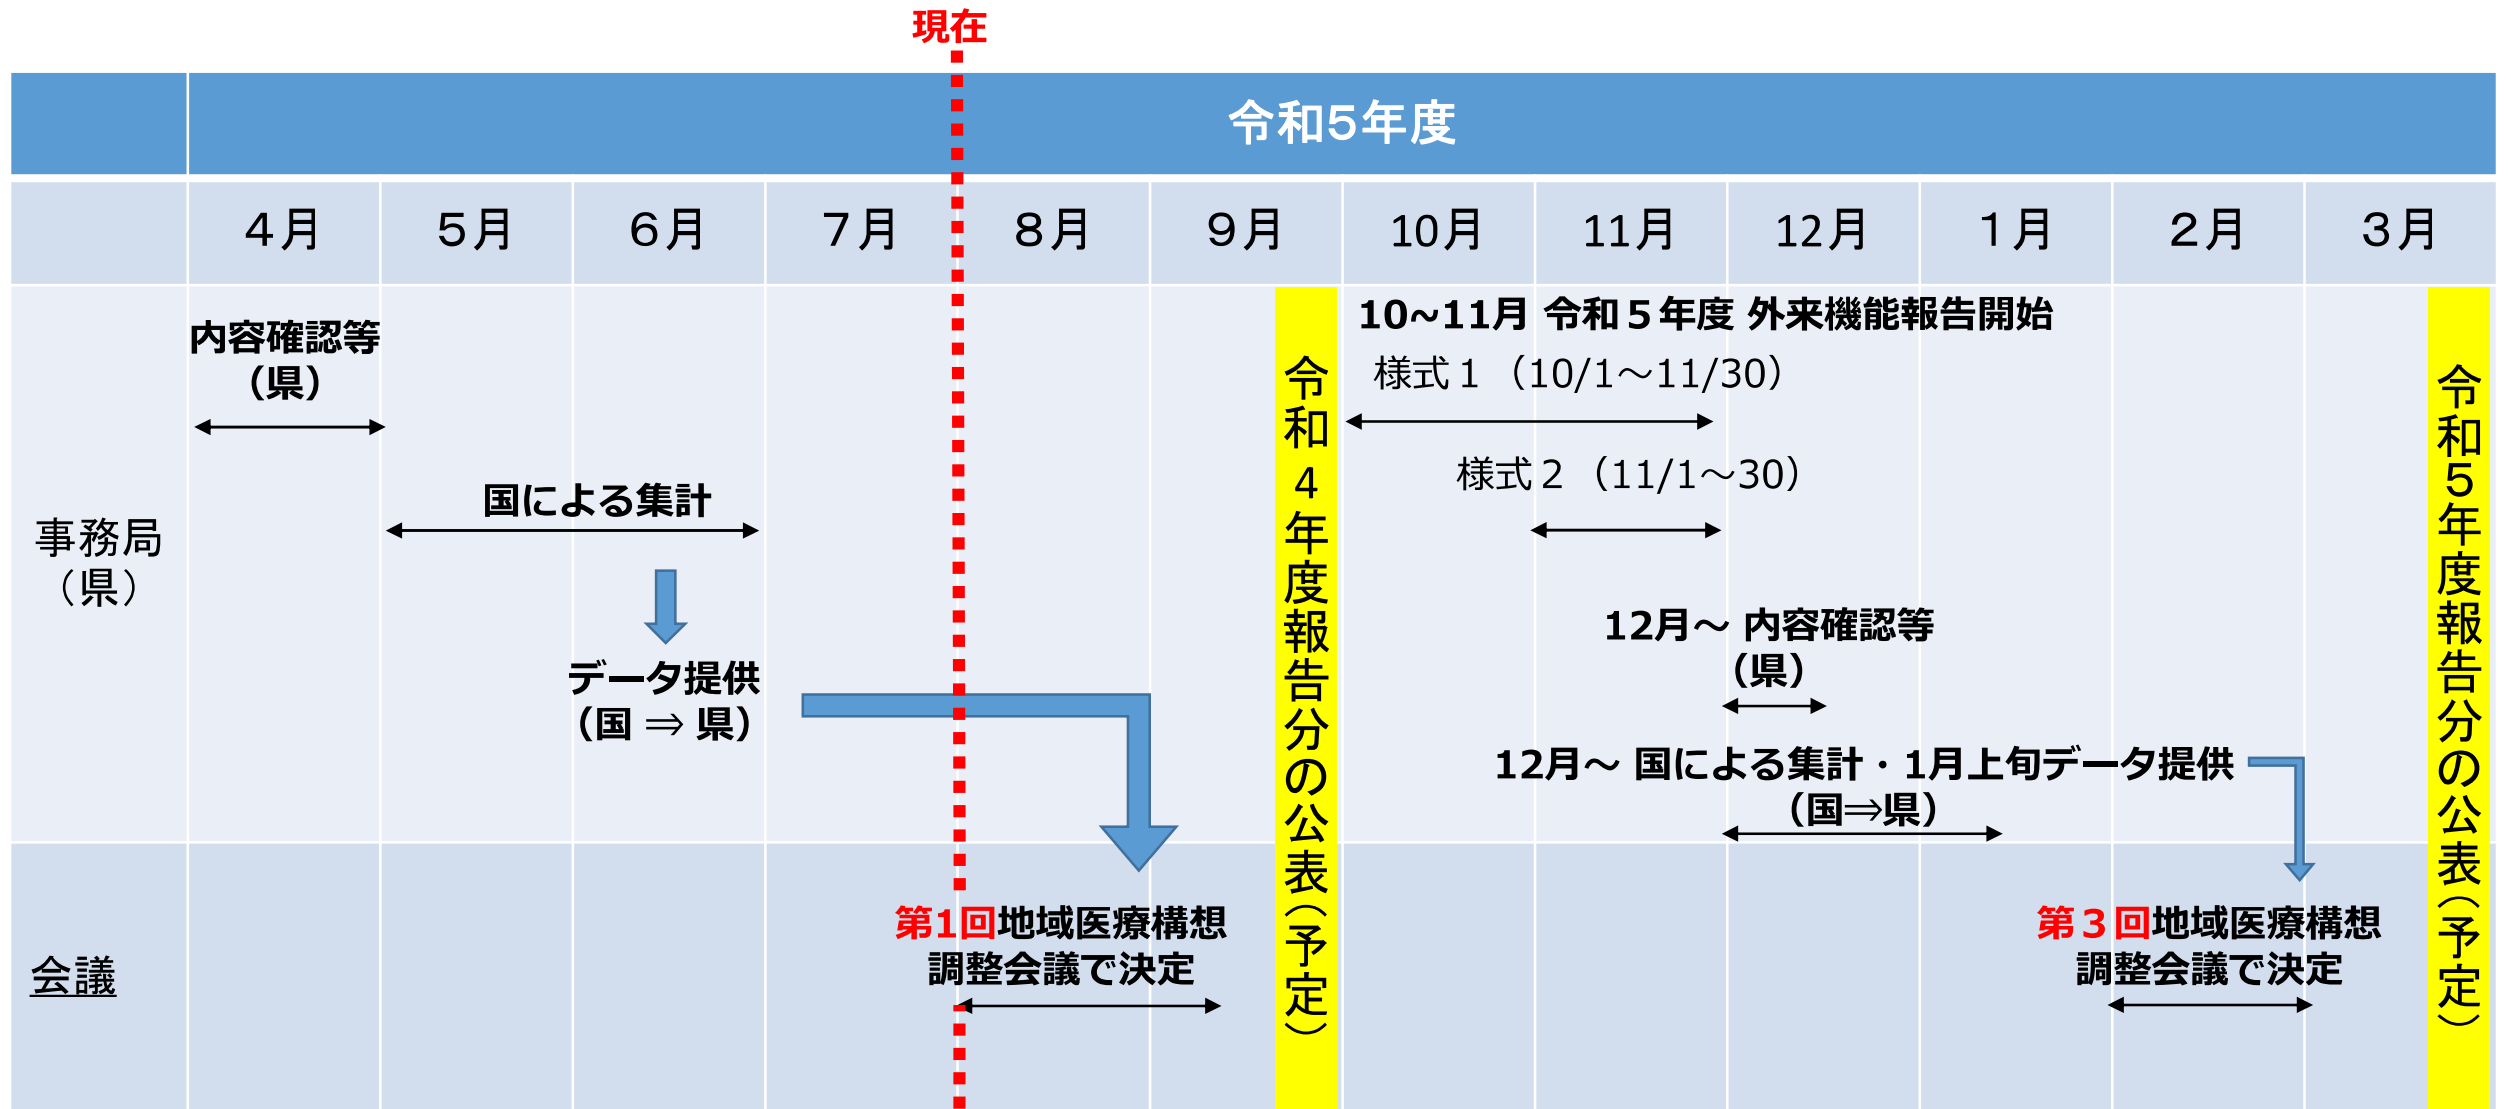 現在
令和5年度
4月 5月 6月 7月 8月 9月 10月 11月 12月 1月 2月 3月
事務局
（県）
内容確認等
（県）
国による集計
データ提供
（国 ⇒ 県）
令和４年度報告分の公表（予定）
10～11月 令和５年度 外来機能報告開始
様式１（10/1～11/30）
様式２（11/1～30）
12月～ 内容確認等
（県）
12月～ 国による集計・１月上旬データ提供
（国⇒県）
令和5年度報告分の公表（予定）
会議
第1回地域医療構想
調整会議で決定
第３回地域医療構想
調整会議で決定